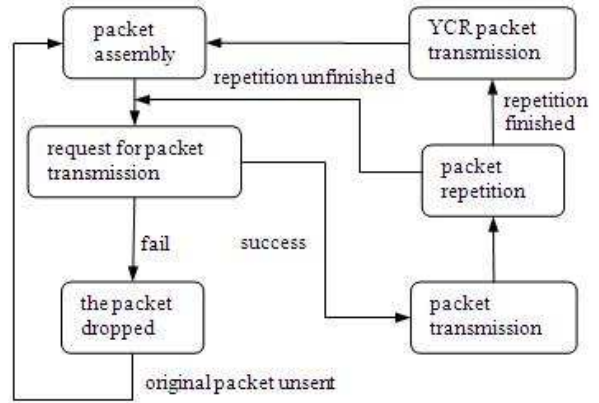 packet
assembly
YCR packet
transmission
repetition unfinished
repetition
finished
request for packet
transmission
packet
repetition
fail
success
the packet
dropped
packet
transmission
original packet unsent